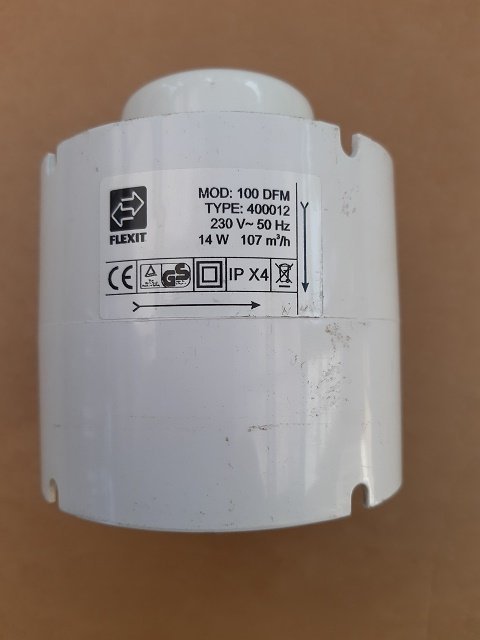 FLEXIT
MOD: 100 DFM
TYPE: 400012
230 V~ 50 Hz
14 W 107 m³/h
CE
GS
IP X4